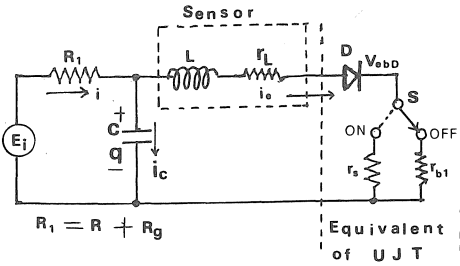 Sensor
R1
L
rL
D
VebD
i
ie
S
C
+
q
–
ic
Ei
ON
OFF
rs
rb1
R1 = R + Rg
Equivalent
of UJT